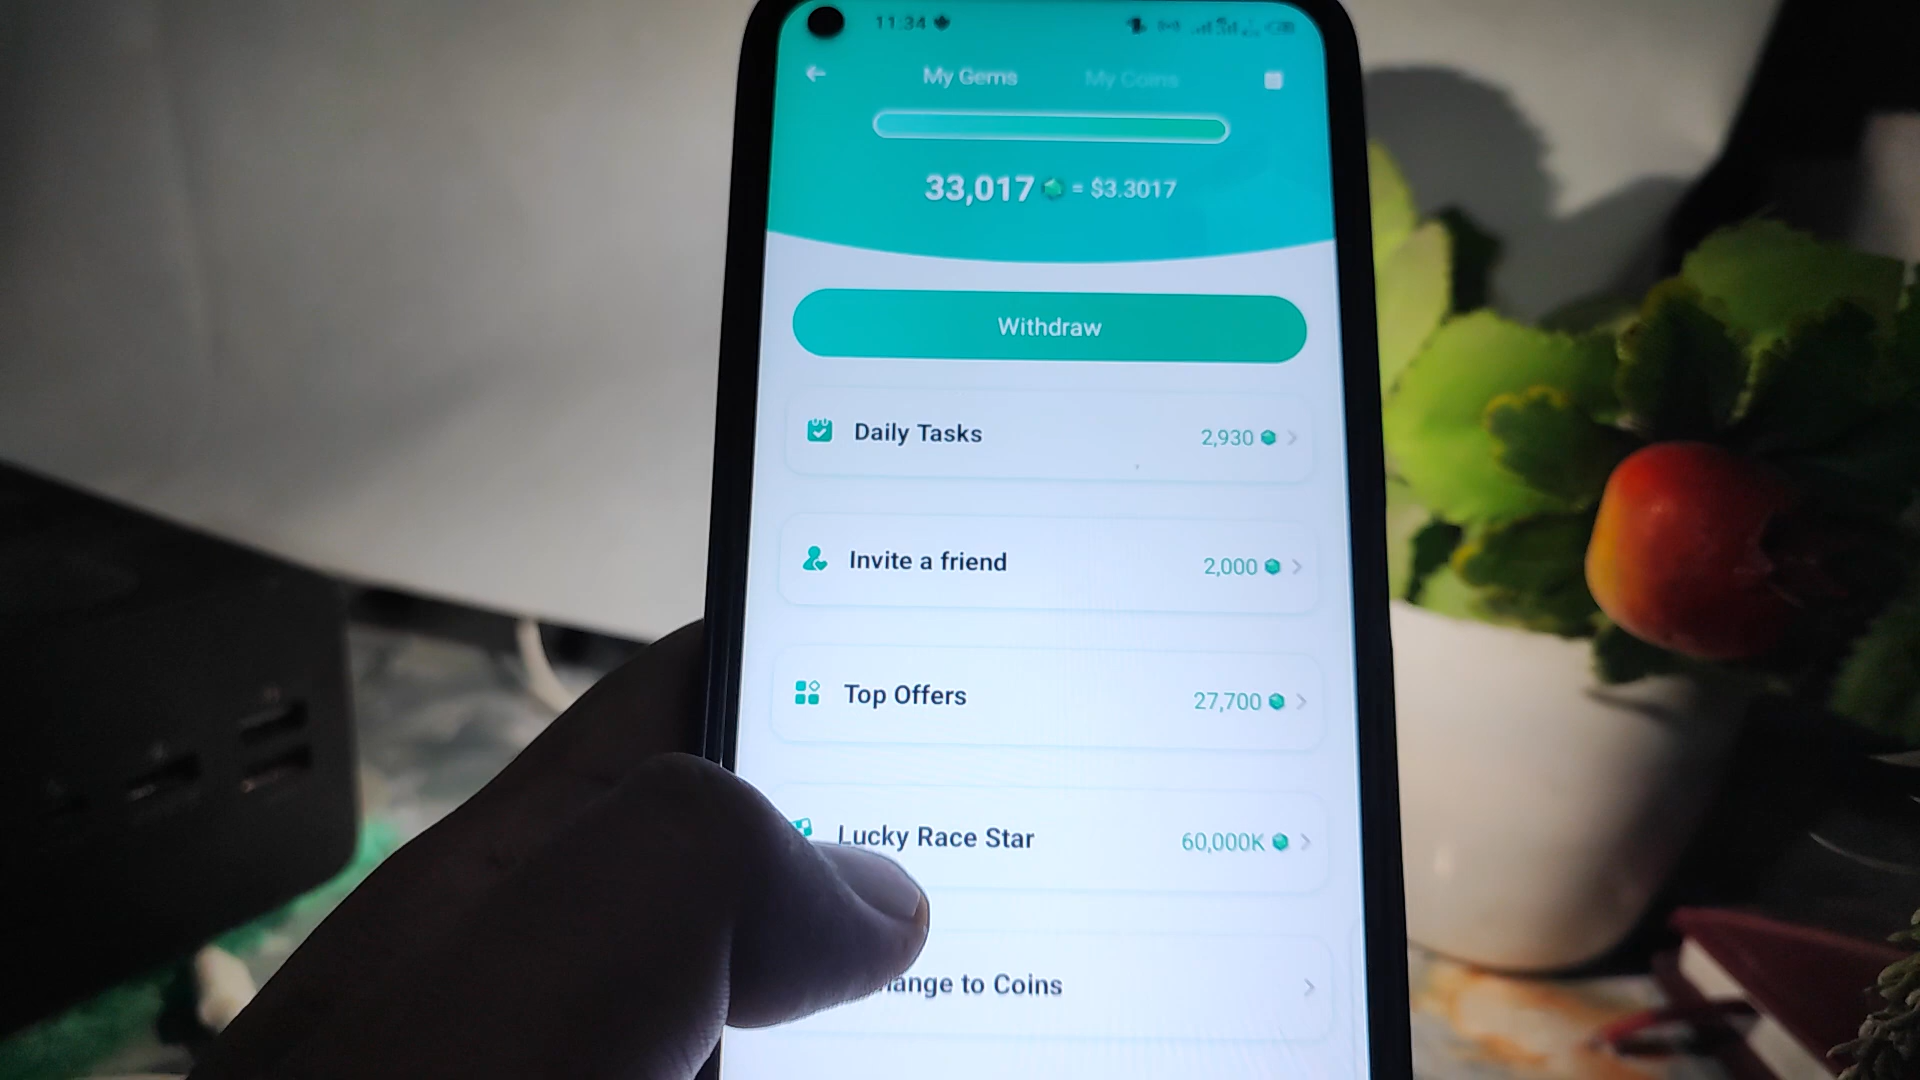 11:34
My Gems My Coins
33,017 = $3.3017
Withdraw
Daily Tasks 2,930
Invite a friend 2,000
Top Offers 27,700
Lucky Race Star 60,000K
ange to Coins